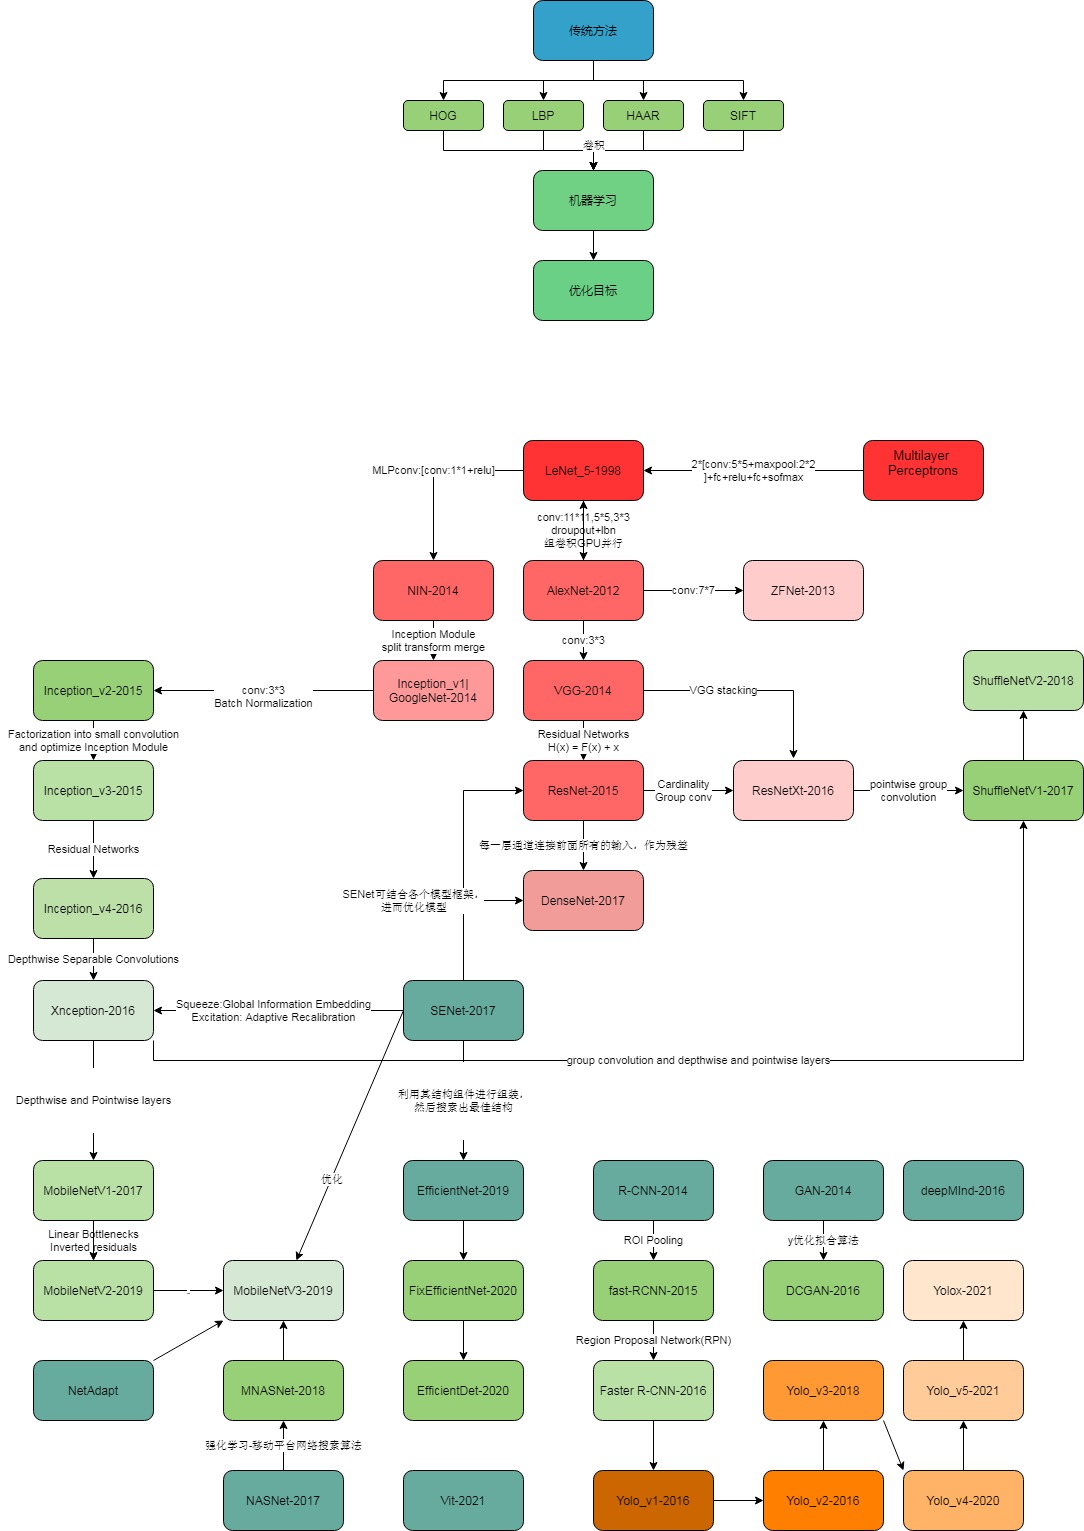 传统方法
HOG
LBP
HAAR
SIFT
卷积
机器学习
优化目标
MLPconv:[conv:1*1+relu]
LeNet_5-1998
2*[conv:5*5+maxpool:2*2
]+fc+relu+fc+sofmax
Multilayer
Perceptrons
conv:11*11,5*5,3*3
droupout+lbn
组卷积GPU并行
NIN-2014
AlexNet-2012
conv:7*7
ZFNet-2013
Inception Module
split transform merge
conv:3*3
Inception_v2-2015
conv:3*3
Batch Normalization
Inception_v1|
GoogleNet-2014
VGG-2014
VGG stacking
ShuffleNetV2-2018
Factorization into small convolution
and optimize Inception Module
Residual Networks
H(x) = F(x) + x
Inception_v3-2015
ResNet-2015
Cardinality
Group conv
ResNetXt-2016
pointwise group
convolution
ShuffleNetV1-2017
Residual Networks
每一层通道连接前面所有的输入，作为残差
Inception_v4-2016
SENet可结合各个模型框架，
进而优化模型
DenseNet-2017
Depthwise Separable Convolutions
Xnception-2016
Squeeze:Global Information Embedding
Excitation: Adaptive Recalibration
SENet-2017
group convolution and depthwise and pointwise layers
Depthwise and Pointwise layers
利用其结构组件进行组装，
然后搜索出最佳结构
优化
MobileNetV1-2017
EfficientNet-2019
R-CNN-2014
GAN-2014
deepMInd-2016
Linear Bottlenecks
Inverted residuals
ROI Pooling
y优化拟合算法
MobileNetV2-2019
MobileNetV3-2019
FixEfficientNet-2020
fast-RCNN-2015
DCGAN-2016
Yolox-2021
Region Proposal Network(RPN)
NetAdapt
MNASNet-2018
EfficientDet-2020
Faster R-CNN-2016
Yolo_v3-2018
Yolo_v5-2021
强化学习-移动平台网络搜索算法
NASNet-2017
Vit-2021
Yolo_v1-2016
Yolo_v2-2016
Yolo_v4-2020